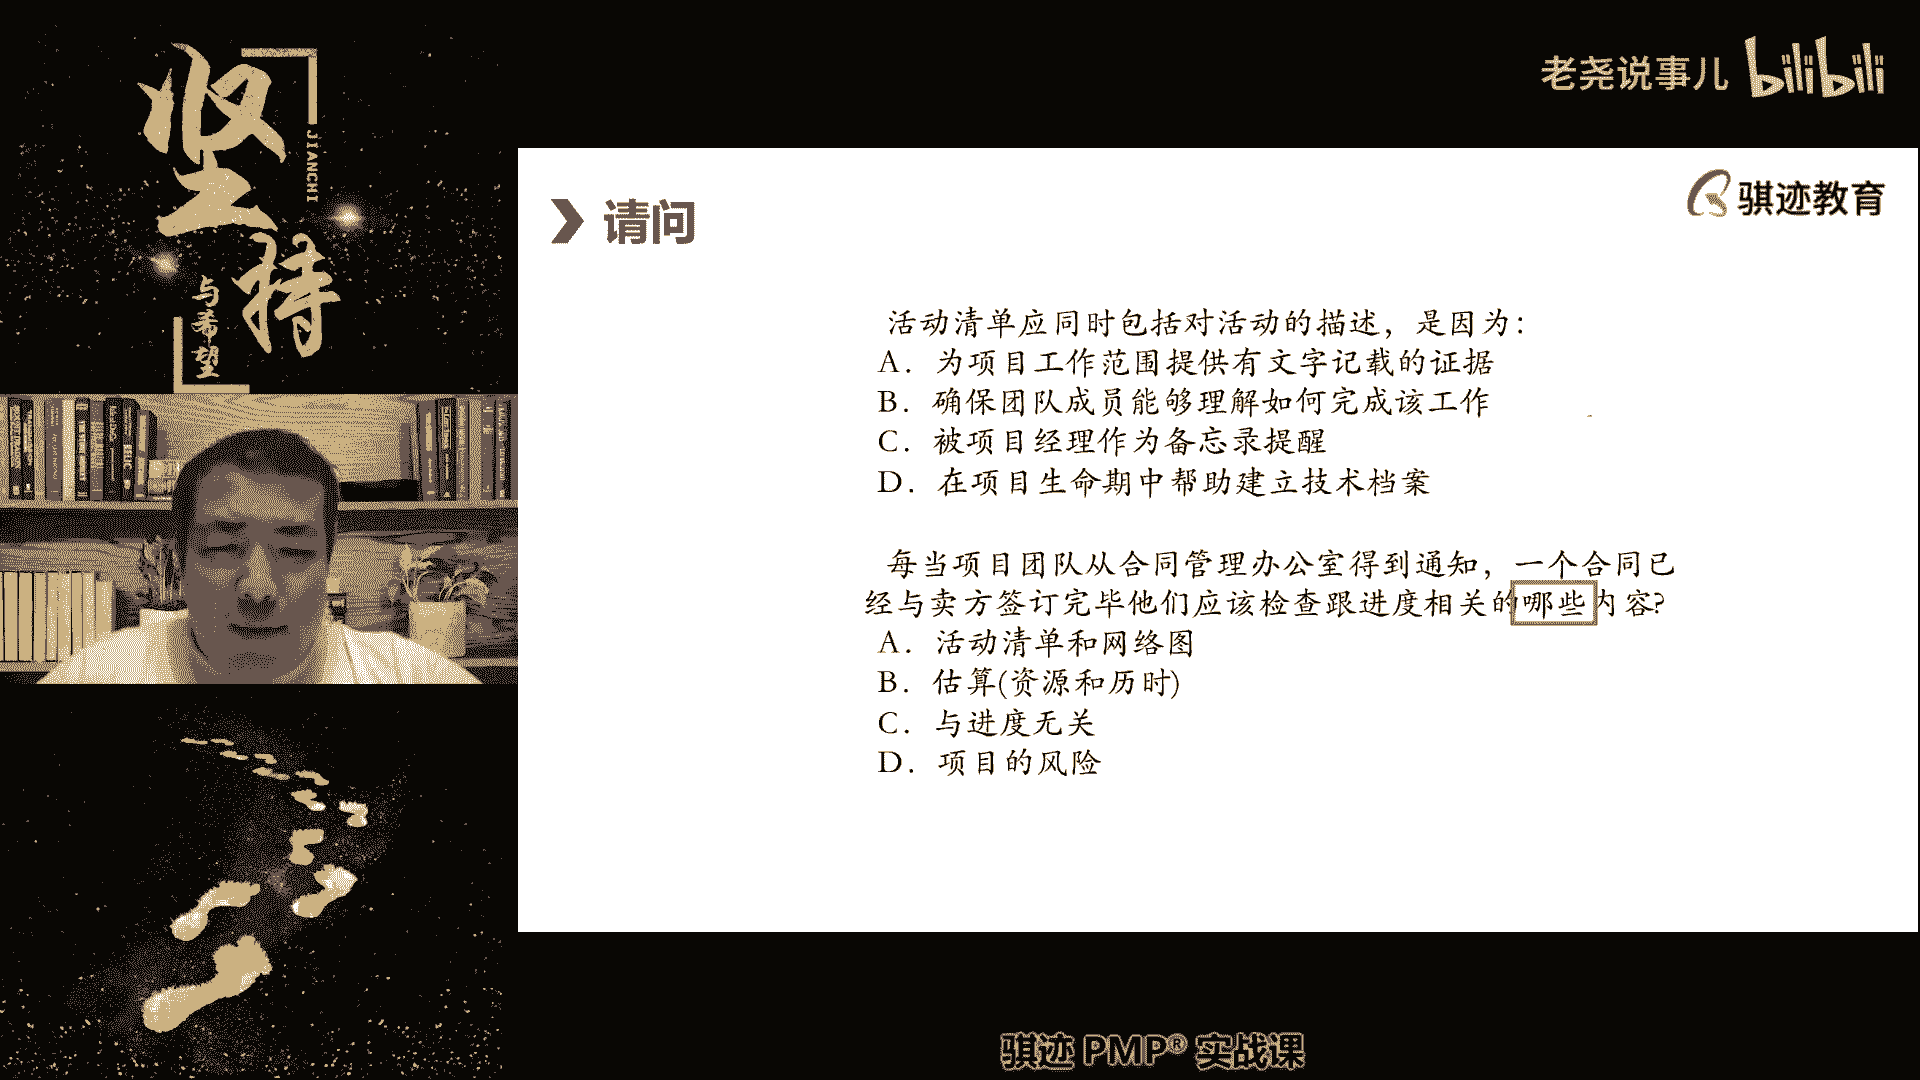 坚持
JIANCHI
与希望
老尧说事儿 bilibili
骐迹教育
请问
活动清单应同时包括对活动的描述，是因为：
A．为项目工作范围提供有文字记载的证据
B．确保团队成员能够理解如何完成该工作
C．被项目经理作为备忘录提醒
D．在项目生命期中帮助建立技术档案
每当项目团队从合同管理办公室得到通知，一个合同已
经与卖方签订完毕他们应该检查跟进度相关的哪些内容?
A．活动清单和网络图
B．估算(资源和历时)
C．与进度无关
D．项目的风险
骐迹 PMP® 实战课